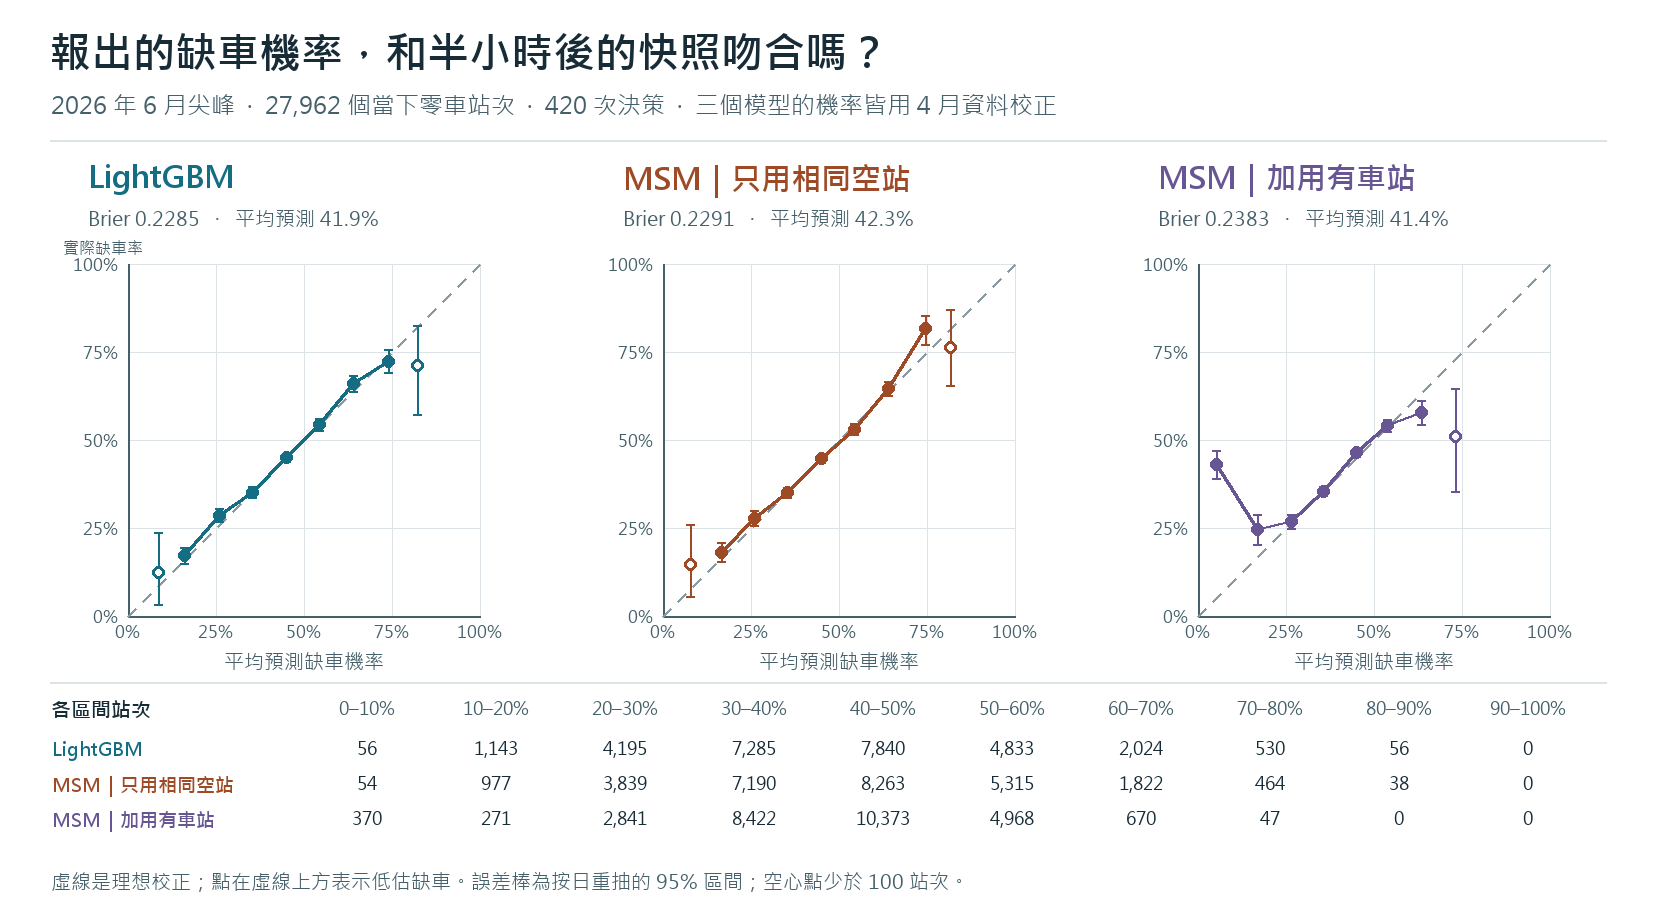 報出的缺車機率，和半小時後的快照吻合嗎？
2026 年 6 月尖峰 · 27,962 個當下零車站次 · 420 次決策 · 三個模型的機率皆用 4 月資料校正
LightGBM
Brier 0.2285 · 平均預測 41.9%
實際缺車率
100%
75%
50%
25%
0%
0% 25% 50% 75% 100%
平均預測缺車機率
MSM｜只用相同空站
Brier 0.2291 · 平均預測 42.3%
100%
75%
50%
25%
0%
0% 25% 50% 75% 100%
平均預測缺車機率
MSM｜加用有車站
Brier 0.2383 · 平均預測 41.4%
100%
75%
50%
25%
0%
0% 25% 50% 75% 100%
平均預測缺車機率
各區間站次 0–10% 10–20% 20–30% 30–40% 40–50% 50–60% 60–70% 70–80% 80–90% 90–100%
LightGBM 56 1,143 4,195 7,285 7,840 4,833 2,024 530 56 0
MSM｜只用相同空站 54 977 3,839 7,190 8,263 5,315 1,822 464 38 0
MSM｜加用有車站 370 271 2,841 8,422 10,373 4,968 670 47 0 0
虛線是理想校正；點在虛線上方表示低估缺車。誤差棒為按日重抽的 95% 區間；空心點少於 100 站次。